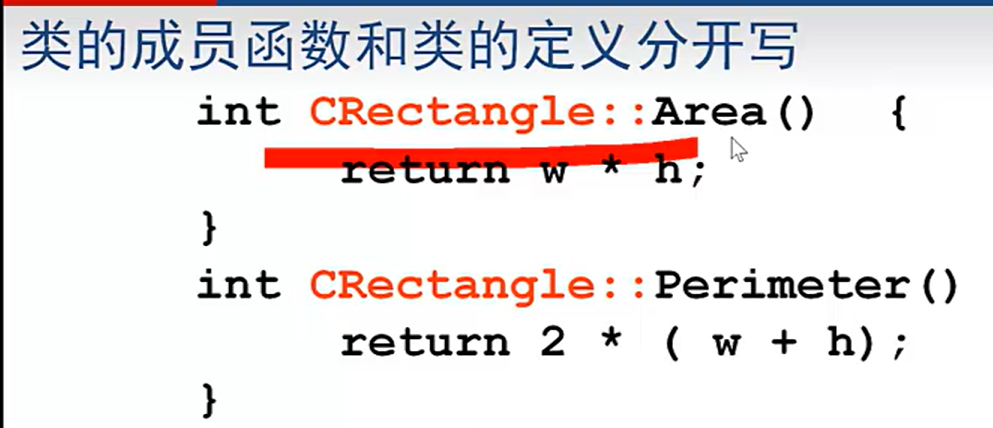 类的成员函数和类的定义分开写
int CRectangle::Area() {
return w * h;
}
int CRectangle::Perimeter()
return 2 * ( w + h);
}